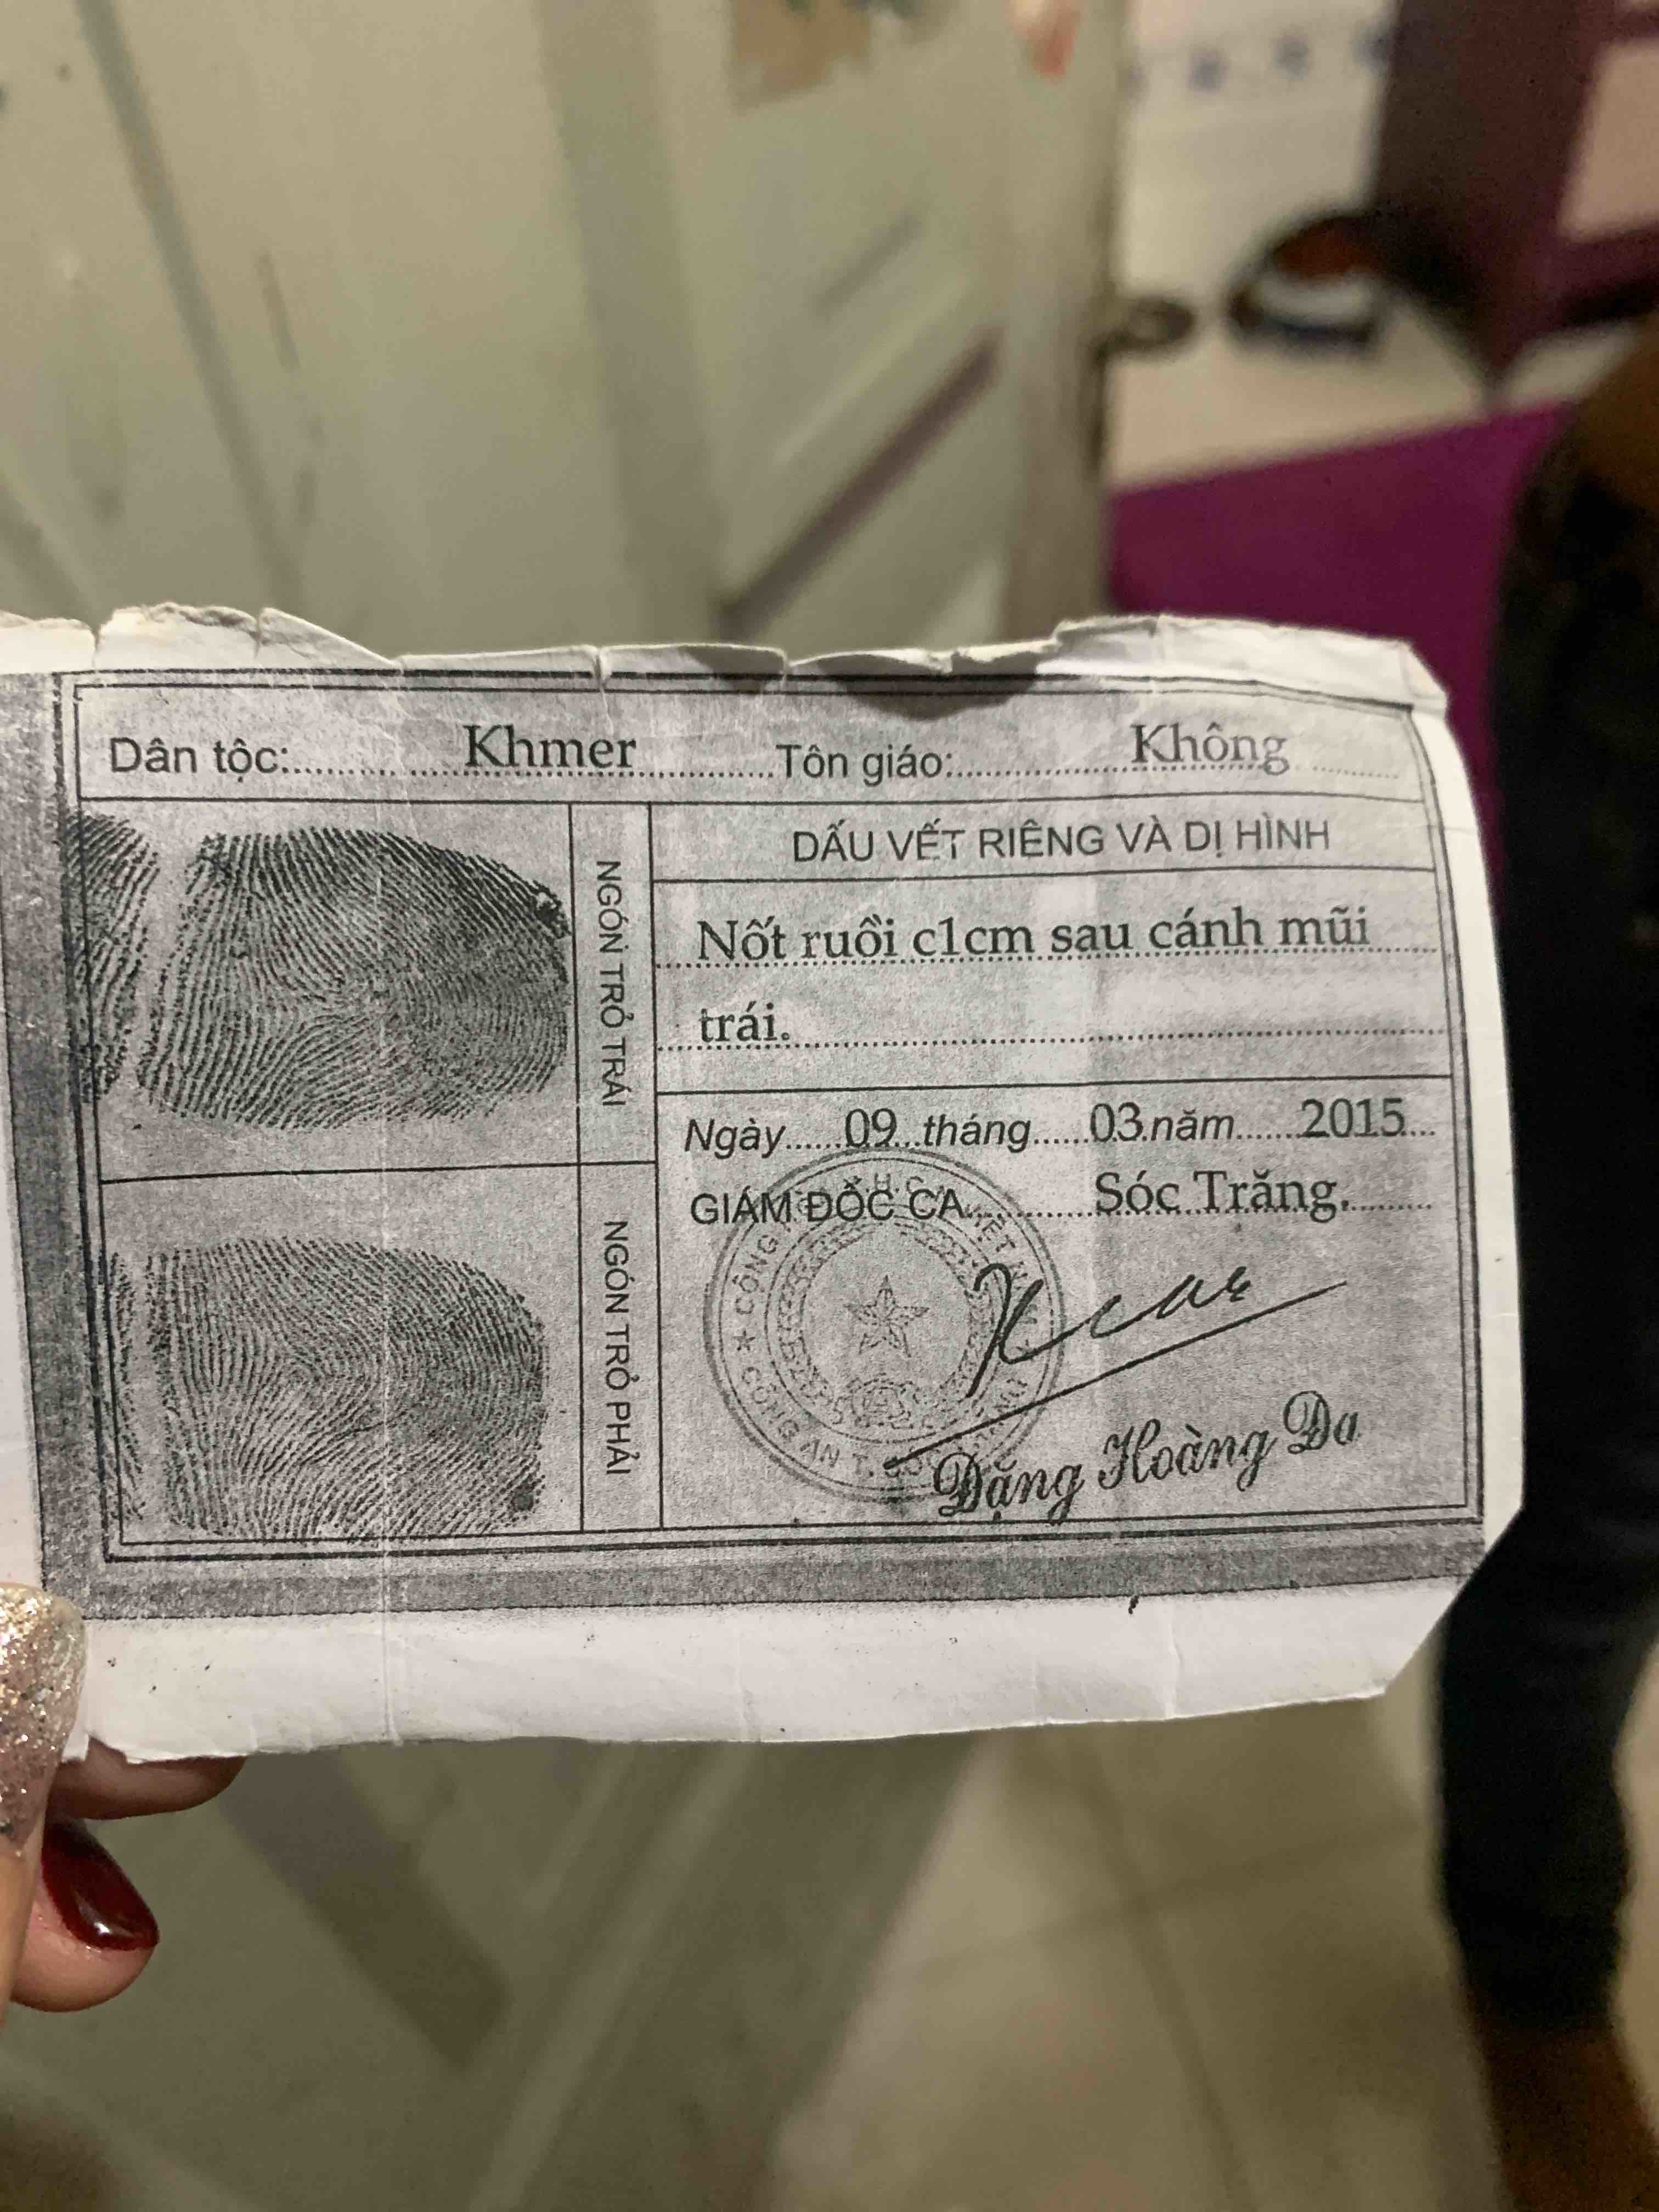 Dân tộc: Khmer Tôn giáo: Không
NGÓN TRỎ TRÁI
DẤU VẾT RIÊNG VÀ DỊ HÌNH
Nốt ruồi c1cm sau cánh mũi
trái.
Ngày 09 tháng 03 năm 2015
GIÁM ĐỐC CA Sóc Trăng.
NGÓN TRỎ PHẢI
CÔNG AN T.
Đặng Hoàng Đa